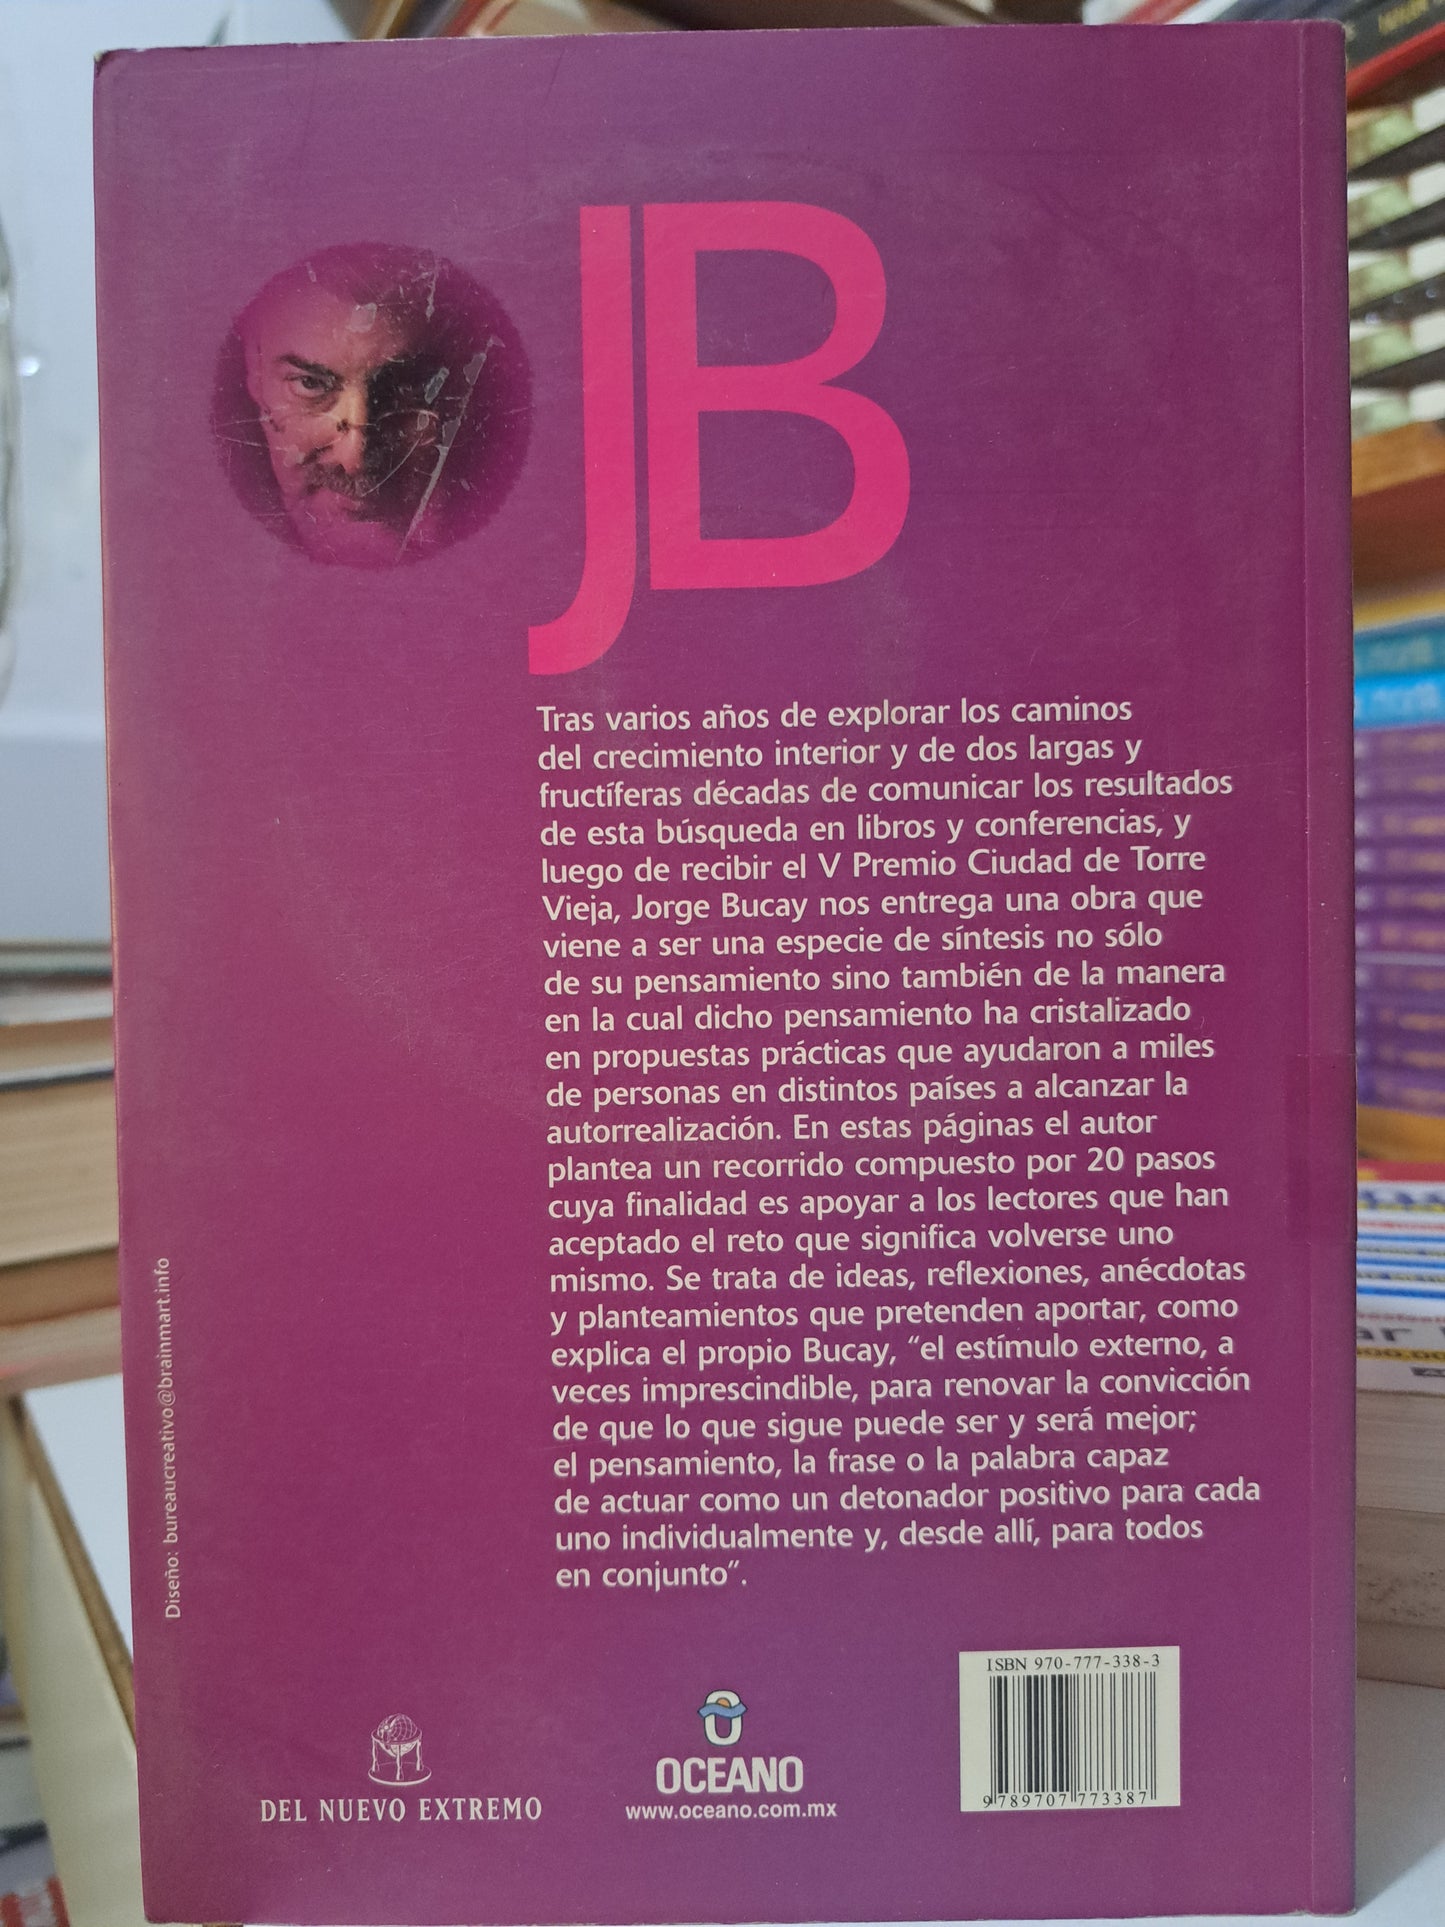 JB
Tras varios años de explorar los caminos
del crecimiento interior y de dos largas y
fructíferas décadas de comunicar los resultados
de esta búsqueda en libros y conferencias, y
luego de recibir el V Premio Ciudad de Torre
Vieja, Jorge Bucay nos entrega una obra que
viene a ser una especie de síntesis no sólo
de su pensamiento sino también de la manera
en la cual dicho pensamiento ha cristalizado
en propuestas prácticas que ayudaron a miles
de personas en distintos países a alcanzar la
autorrealización. En estas páginas el autor
plantea un recorrido compuesto por 20 pasos
cuya finalidad es apoyar a los lectores que han
aceptado el reto que significa volverse uno
mismo. Se trata de ideas, reflexiones, anécdotas
y planteamientos que pretenden aportar, como
explica el propio Bucay, “el estímulo externo, a
veces imprescindible, para renovar la convicción
de que lo que sigue puede ser y será mejor;
el pensamiento, la frase o la palabra capaz
de actuar como un detonador positivo para cada
uno individualmente y, desde allí, para todos
en conjunto”.
Diseño: bureaucreativo@brainmart.info
DEL NUEVO EXTREMO
OCEANO
www.oceano.com.mx
ISBN 970-777-338-3
9 789707 773387